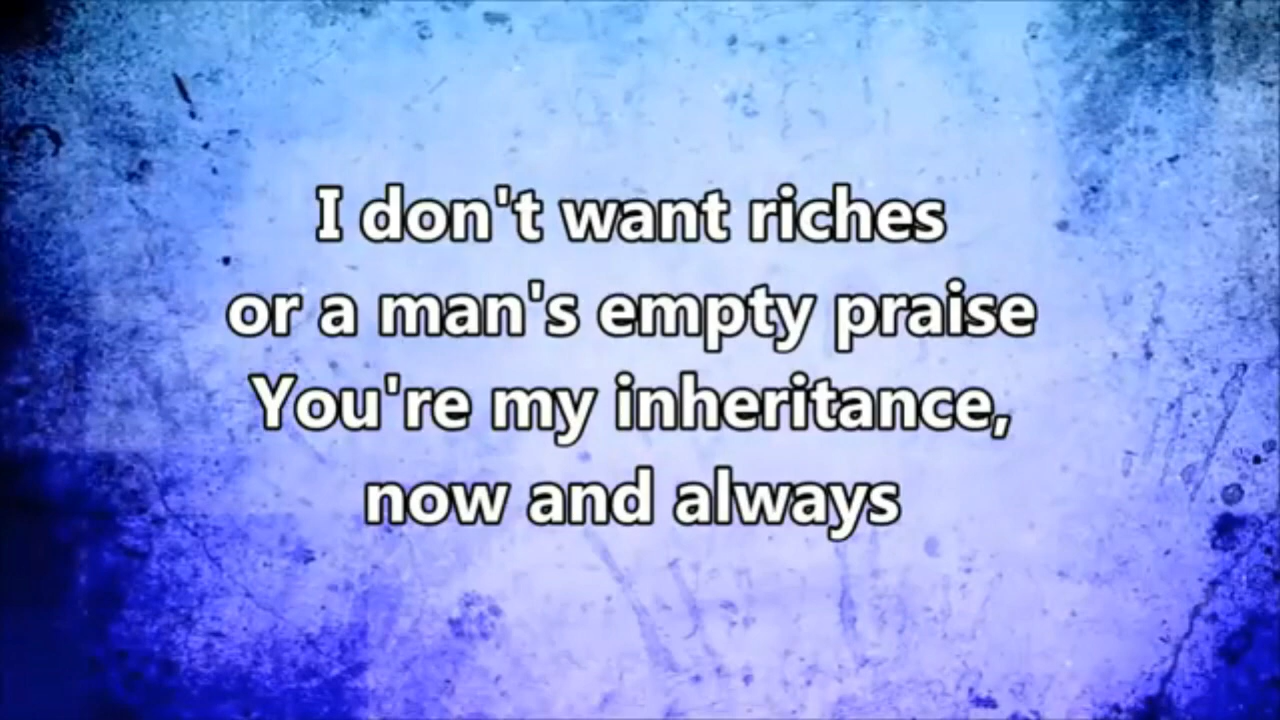 I don't want riches
or a man's empty praise
You're my inheritance,
now and always